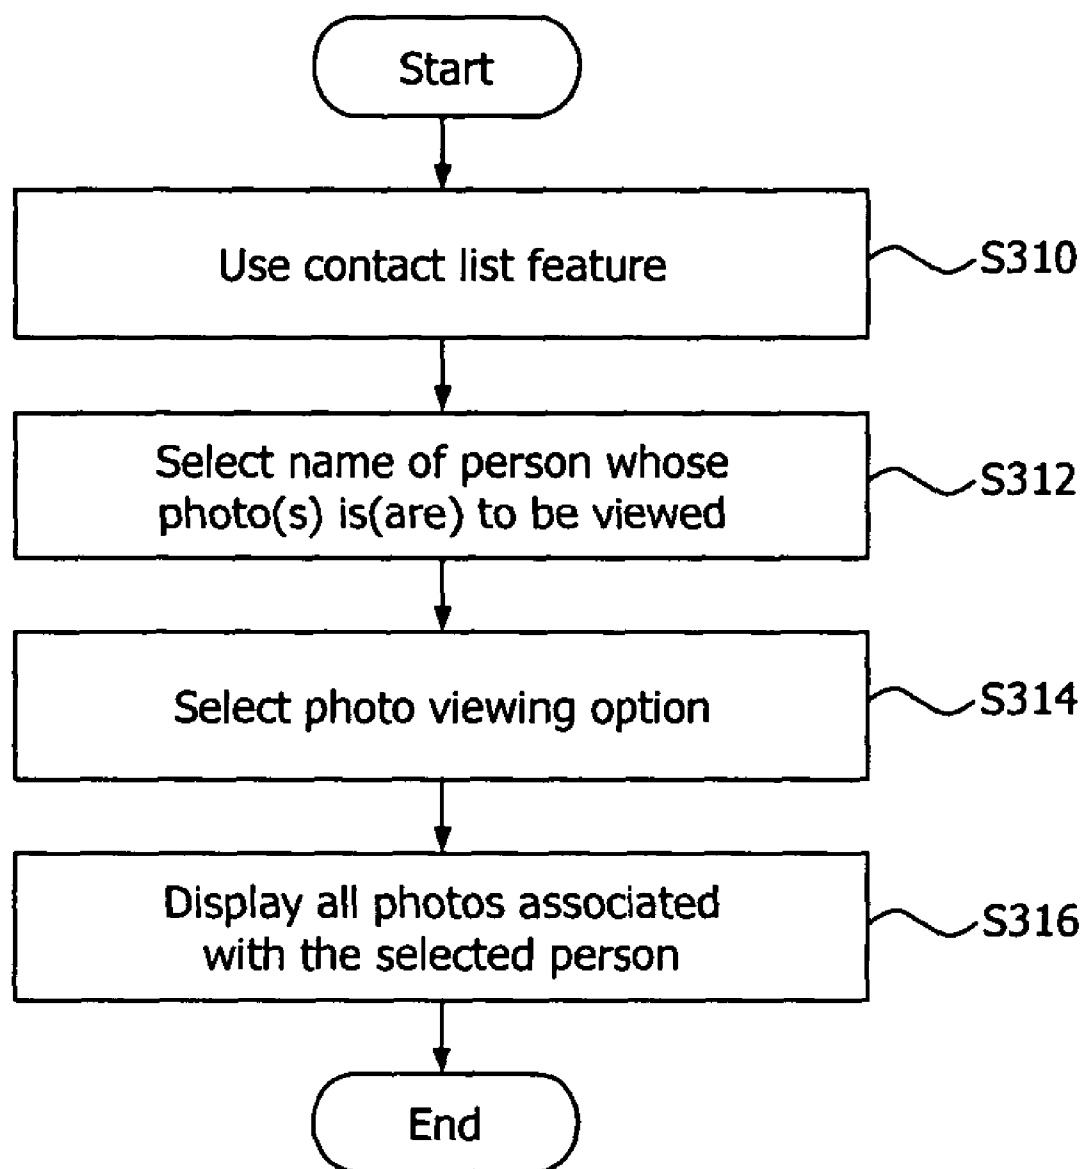 Start
Use contact list feature
S310
Select name of person whose
photo(s) is(are) to be viewed
S312
Select photo viewing option
S314
Display all photos associated
with the selected person
S316
End